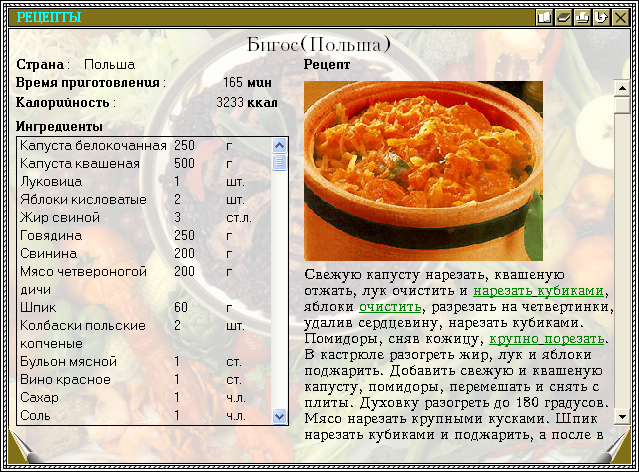 РЕЦЕПТЫ
Бигос(Польша)
Страна : Польша
Время приготовления : 165 мин
Калорийность : 3233 ккал
Ингредиенты
Капуста белокочанная 250 г
Капуста квашеная 500 г
Луковица 1 шт.
Яблоки кисловатые 2 шт.
Жир свиной 3 ст.л.
Говядина 250 г
Свинина 200 г
Мясо четвероногой 200 г
дичи
Шпик 60 г
Колбаски польские 2 шт.
копченые
Бульон мясной 1 ст.
Вино красное 1 ст.
Сахар 1 ч.л.
Соль 1 ч.л.
Рецепт
Свежую капусту нарезать, квашеную
отжать, лук очистить и нарезать кубиками,
яблоки очистить, разрезать на четвертинки,
удалив сердцевину, нарезать кубиками.
Помидоры, сняв кожицу, крупно порезать.
В кастрюле разогреть жир, лук и яблоки
поджарить. Добавить свежую и квашеную
капусту, помидоры, перемешать и снять с
плиты. Духовку разогреть до 180 градусов.
Мясо нарезать крупными кусками. Шпик
нарезать кубиками и поджарить, а после в